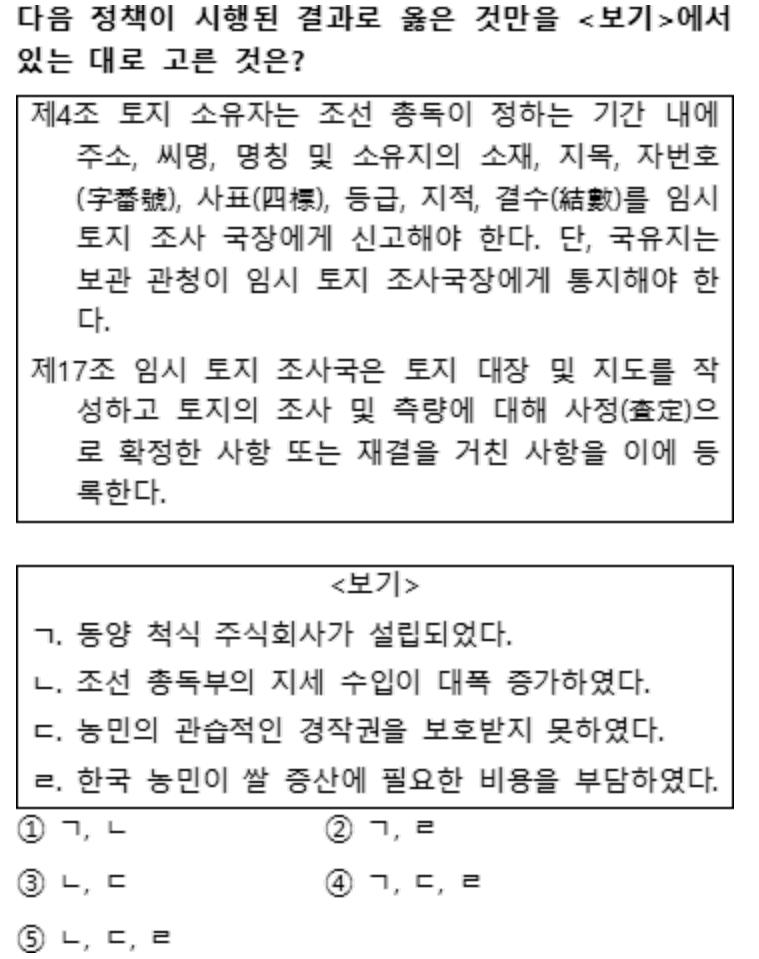 다음 정책이 시행된 결과로 옳은 것만을 <보기>에서
있는 대로 고른 것은?
제4조 토지 소유자는 조선 총독이 정하는 기간 내에
주소, 씨명, 명칭 및 소유지의 소재, 지목, 자번호
(字番號), 사표(四標), 등급, 지적, 결수(結數)를 임시
토지 조사 국장에게 신고해야 한다. 단, 국유지는
보관 관청이 임시 토지 조사국장에게 통지해야 한
다.
제17조 임시 토지 조사국은 토지 대장 및 지도를 작
성하고 토지의 조사 및 측량에 대해 사정(査定)으
로 확정한 사항 또는 재결을 거친 사항을 이에 등
록한다.
<보기>
ㄱ. 동양 척식 주식회사가 설립되었다.
ㄴ. 조선 총독부의 지세 수입이 대폭 증가하였다.
ㄷ. 농민의 관습적인 경작권을 보호받지 못하였다.
ㄹ. 한국 농민이 쌀 증산에 필요한 비용을 부담하였다.
① ㄱ, ㄴ ② ㄱ, ㄹ
③ ㄴ, ㄷ ④ ㄱ, ㄷ, ㄹ
⑤ ㄴ, ㄷ, ㄹ